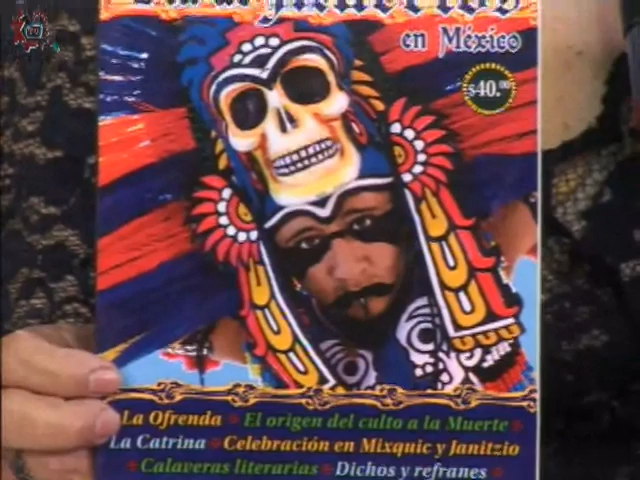 en México
$40.00
La Ofrenda * El origen del culto a la Muerte *
La Catrina * Celebración en Mixquic y Janitzio
* Calaveras literarias * Dichos y refranes *